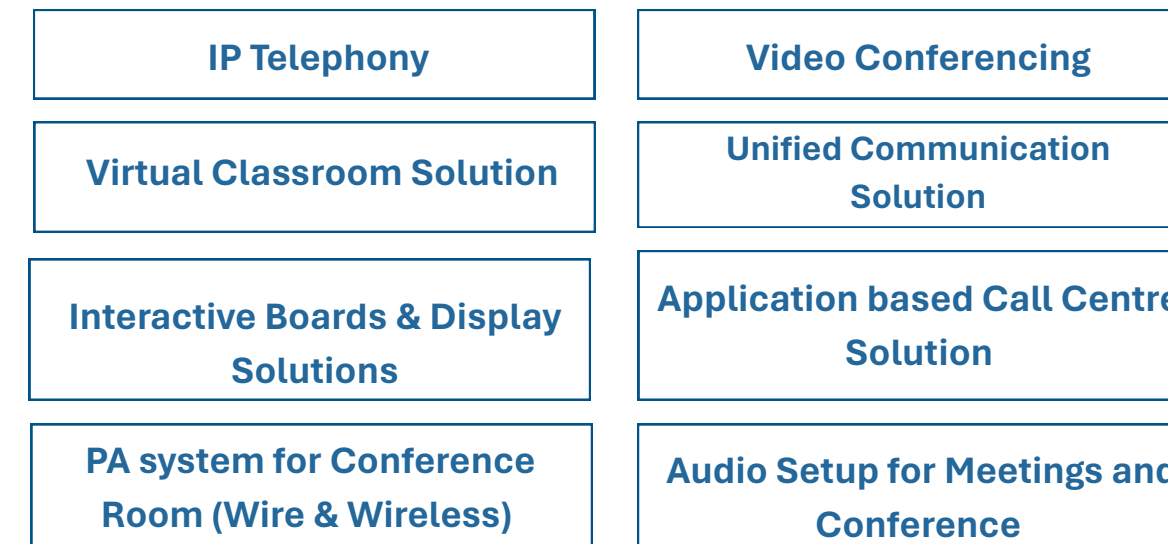 IP Telephony
Video Conferencing
Virtual Classroom Solution
Unified Communication
Solution
Interactive Boards & Display
Solutions
Application based Call Centre
Solution
PA system for Conference
Room (Wire & Wireless)
Audio Setup for Meetings and
Conference